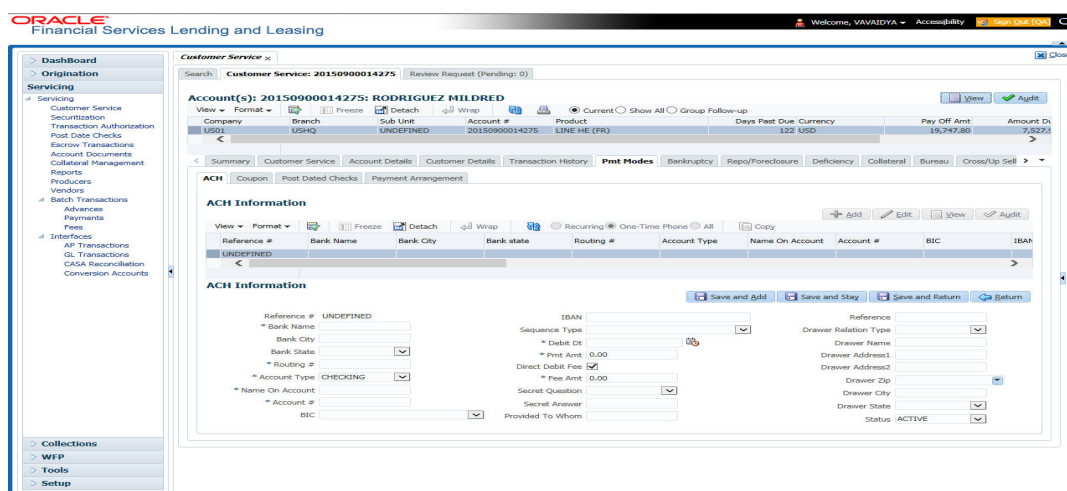 ORACLE
Financial Services Lending and Leasing
Welcome, VAVAIDYA Accessibility Sign Out [QA]
DashBoard
Origination
Servicing
Servicing
Customer Service
Securitization
Transaction Authorization
Post Date Checks
Escrow Transactions
Account Documents
Collateral Management
Reports
Producers
Vendors
Batch Transactions
Advances
Payments
Fees
Interfaces
AP Transactions
GL Transactions
CASA Reconciliation
Conversion Accounts
Collections
WFP
Tools
Setup
Customer Service x
Close
Search Customer Service: 20150900014275 Review Request (Pending: 0)
Account(s): 20150900014275: RODRIGUEZ MILDRED
View Audit
View Format Freeze Detach Wrap Current Show All Group Follow-up
Company Branch Sub Unit Account # Product Days Past Due Currency Pay Off Amt Amount Du
US01 USHQ UNDEFINED 20150900014275 LINE HE (FR) 122 USD 19,747.80 7,527.9
Summary Customer Service Account Details Customer Details Transaction History Pmt Modes Bankruptcy Repo/Foreclosure Deficiency Collateral Bureau Cross/Up Sell
ACH Coupon Post Dated Checks Payment Arrangement
ACH Information
Add Edit View Audit
View Format Freeze Detach Wrap Recurring One-Time Phone All Copy
Reference # Bank Name Bank City Bank state Routing # Account Type Name On Account Account # BIC IBAN
UNDEFINED
ACH Information
Save and Add Save and Stay Save and Return Return
Reference # UNDEFINED
* Bank Name
Bank City
Bank State
* Routing #
* Account Type CHECKING
* Name On Account
* Account #
BIC
IBAN
Sequence Type
* Debit Dt
* Pmt Amt 0.00
Direct Debit Fee
* Fee Amt 0.00
Secret Question
Secret Answer
Provided To Whom
Reference
Drawer Relation Type
Drawer Name
Drawer Address1
Drawer Address2
Drawer Zip
Drawer City
Drawer State
Status ACTIVE